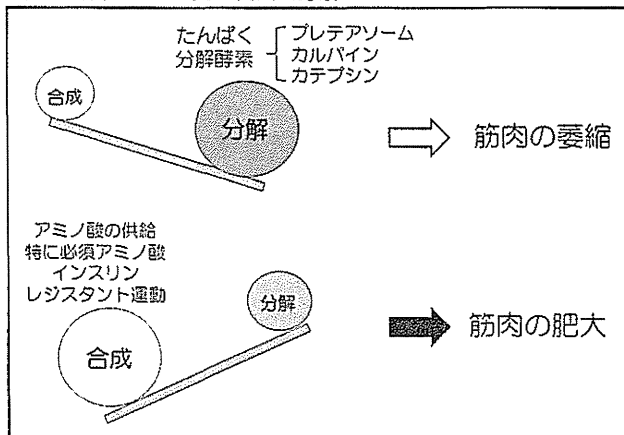 たんぱく
分解酵素
プレテアソーム
カルパイン
カテプシン
合成
分解
筋肉の萎縮
アミノ酸の供給
特に必須アミノ酸
インスリン
レジスタント運動
合成
分解
筋肉の肥大